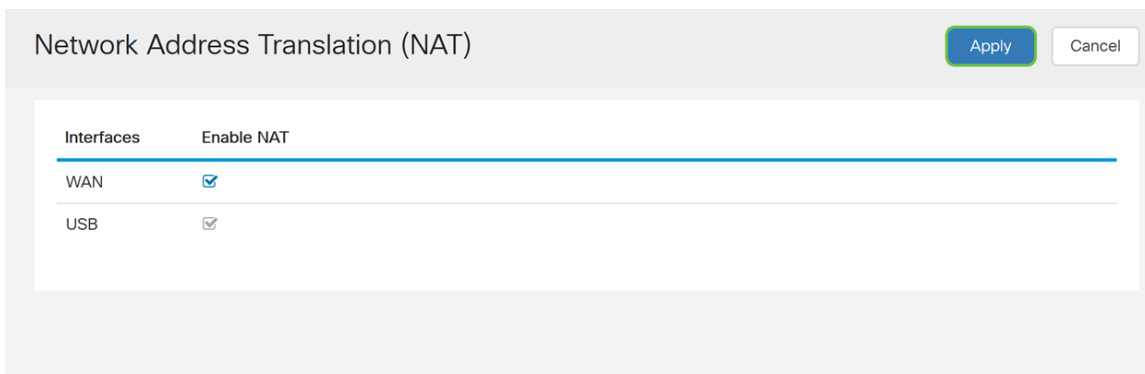 Network Address Translation (NAT)
Apply
Cancel
Interfaces
Enable NAT
WAN
USB